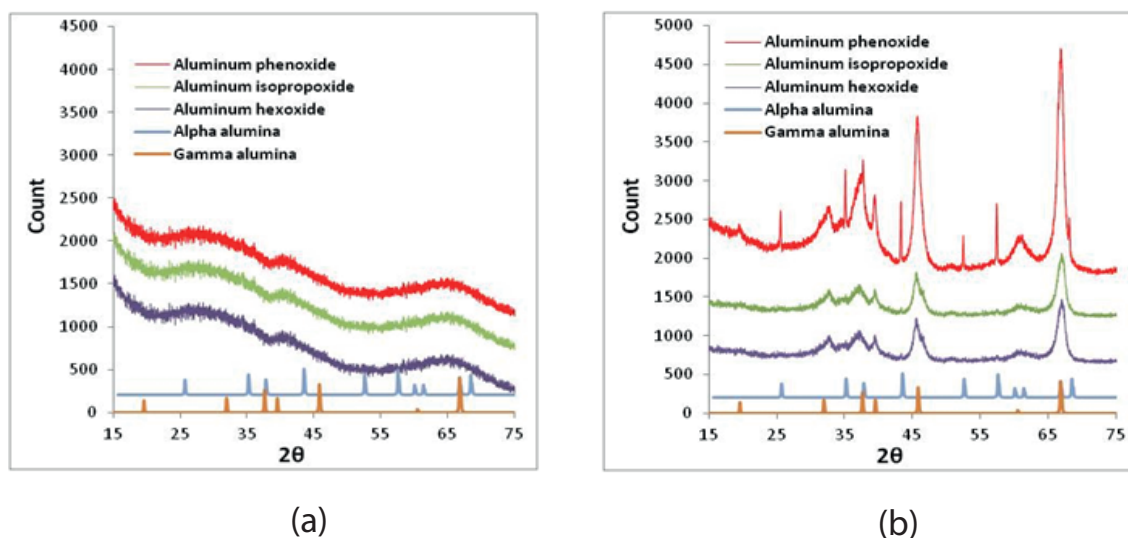 4500
4000
3500
3000
2500
2000
1500
1000
500
0
Count
Aluminum phenoxide
Aluminum isopropoxide
Aluminum hexoxide
Alpha alumina
Gamma alumina
15 25 35 45 55 65 75
2θ
(a)
5000
4500
4000
3500
3000
2500
2000
1500
1000
500
0
Count
Aluminum phenoxide
Aluminum isopropoxide
Aluminum hexoxide
Alpha alumina
Gamma alumina
15 25 35 45 55 65 75
2θ
(b)